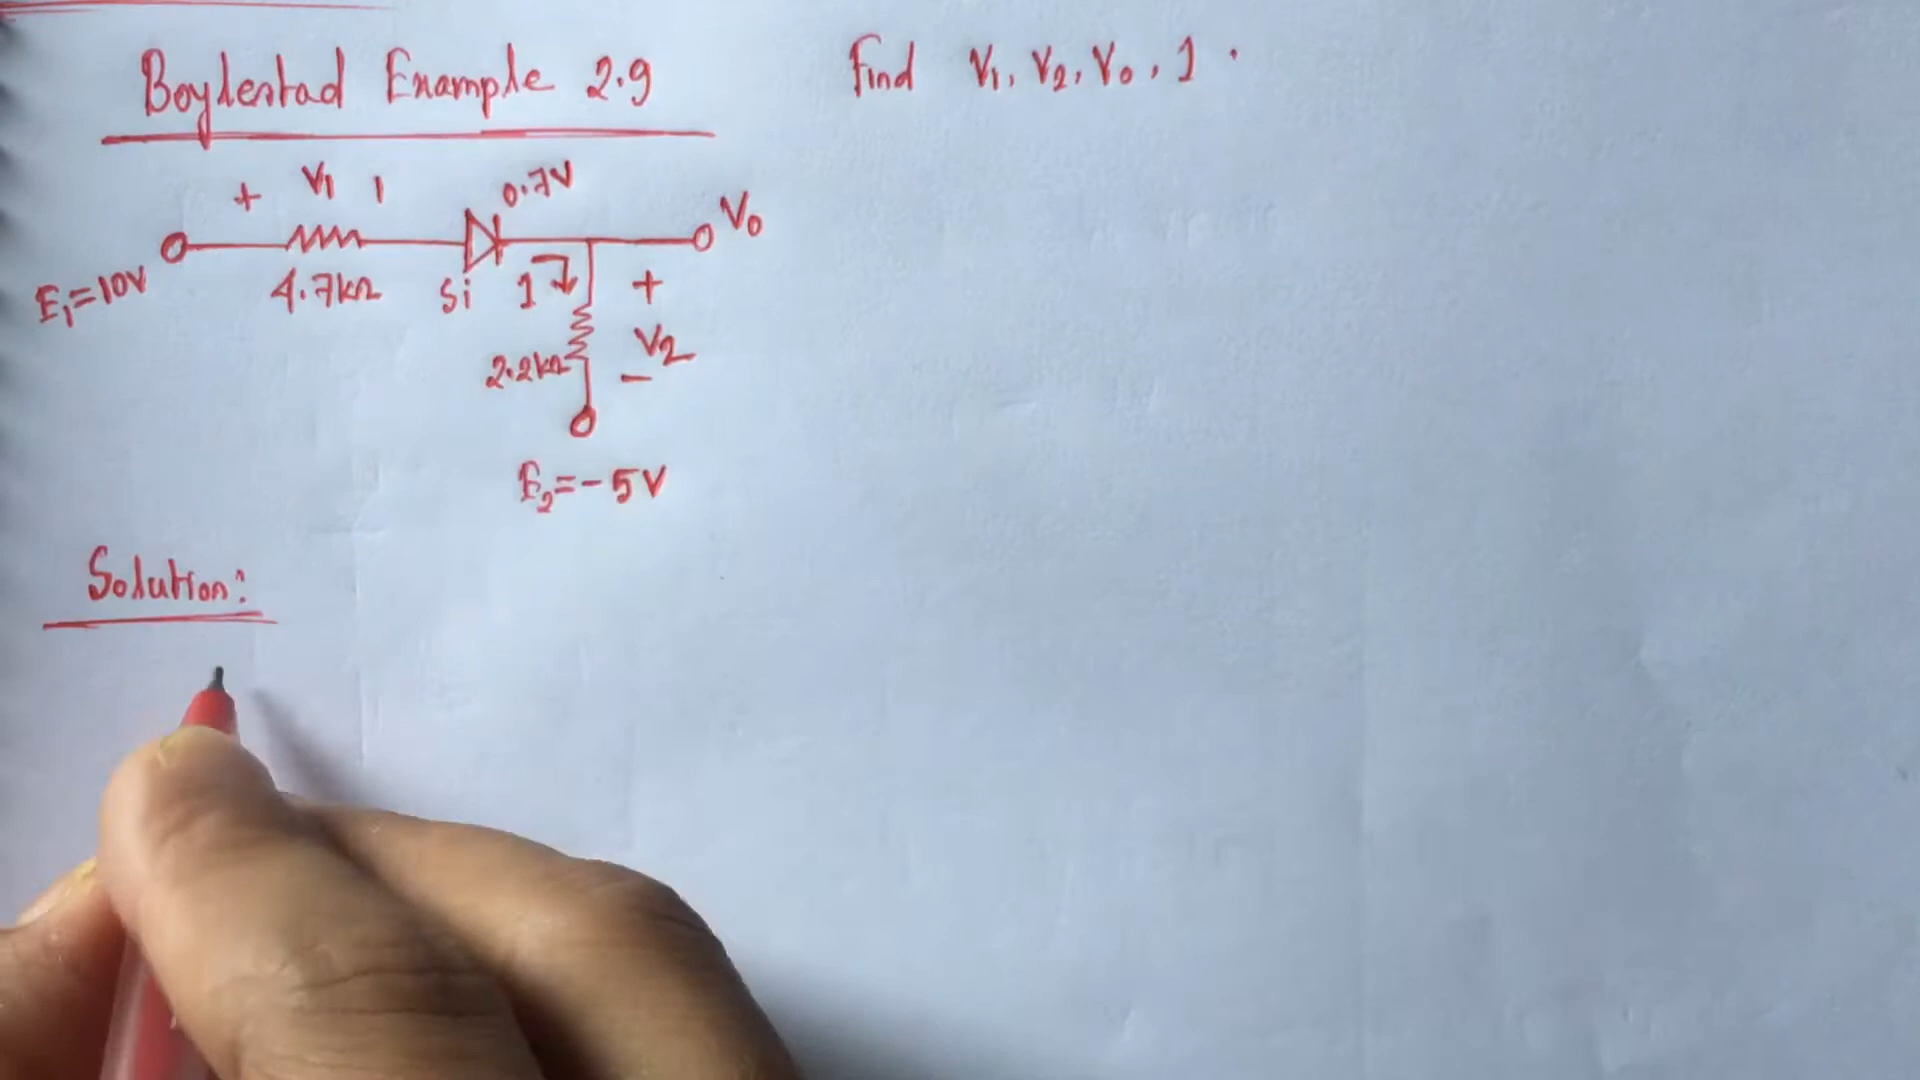 Boylestad Example 2.9
Find V1, V2, V0, I .
+ V1 |
0.7V
V0
E1=10V
4.7kΩ
Si
I
+
V2
-
2.2kΩ
E2=-5V
Solution: